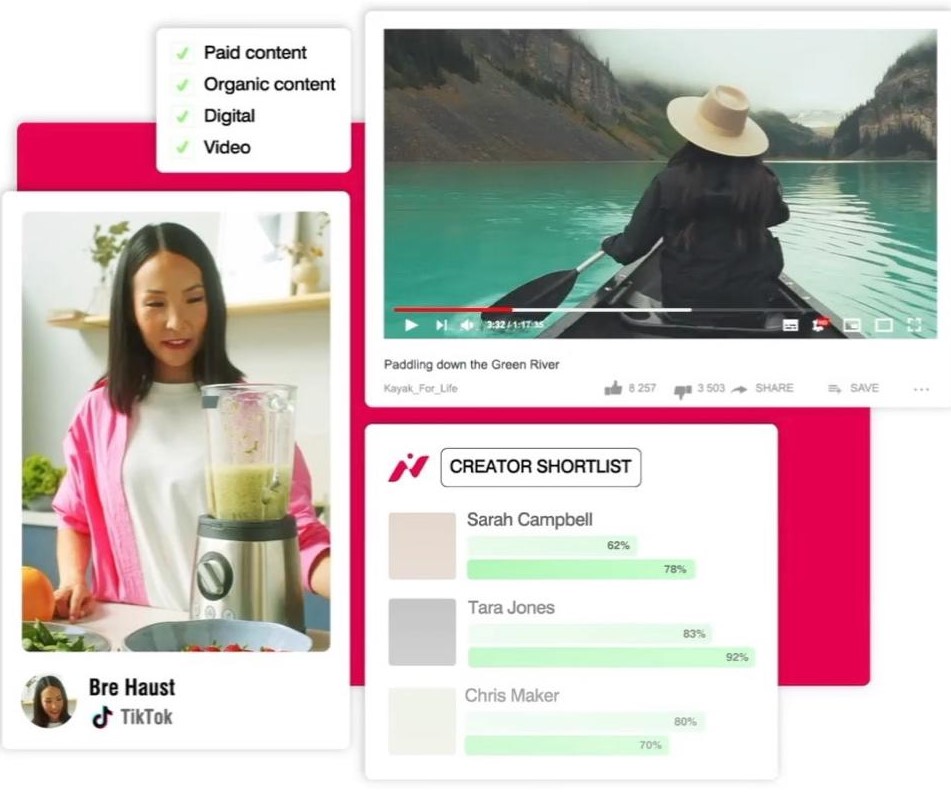 Paid content
Organic content
Digital
Video
3:32 / 1:17:35
Paddling down the Green River
Kayak_For_Life
8 257
3 503
SHARE
SAVE
Bre Haust
TikTok
CREATOR SHORTLIST
Sarah Campbell
62%
78%
Tara Jones
83%
92%
Chris Maker
80%
70%